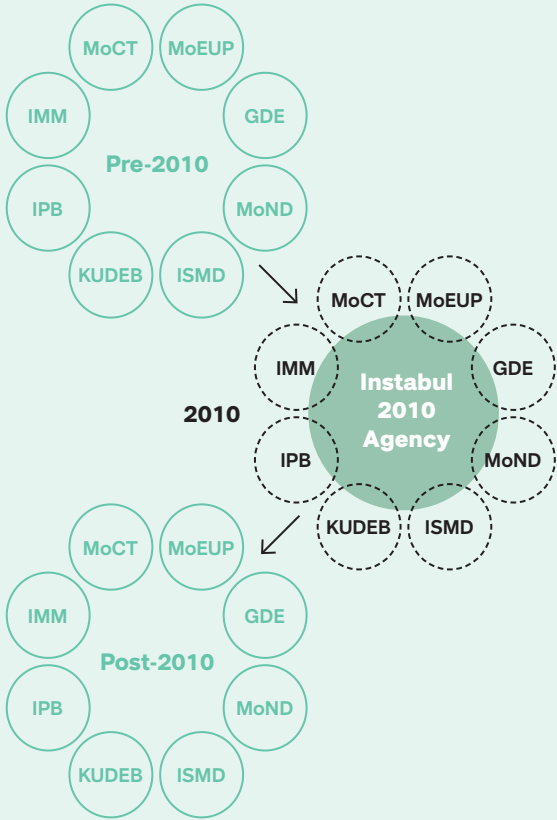 MoCT
MoEUP
IMM
GDE
Pre-2010
IPB
MoND
KUDEB
ISMD
MoCT
MoEUP
IMM
GDE
Instabul
2010
Agency
2010
IPB
MoND
KUDEB
ISMD
MoCT
MoEUP
IMM
GDE
Post-2010
IPB
MoND
KUDEB
ISMD